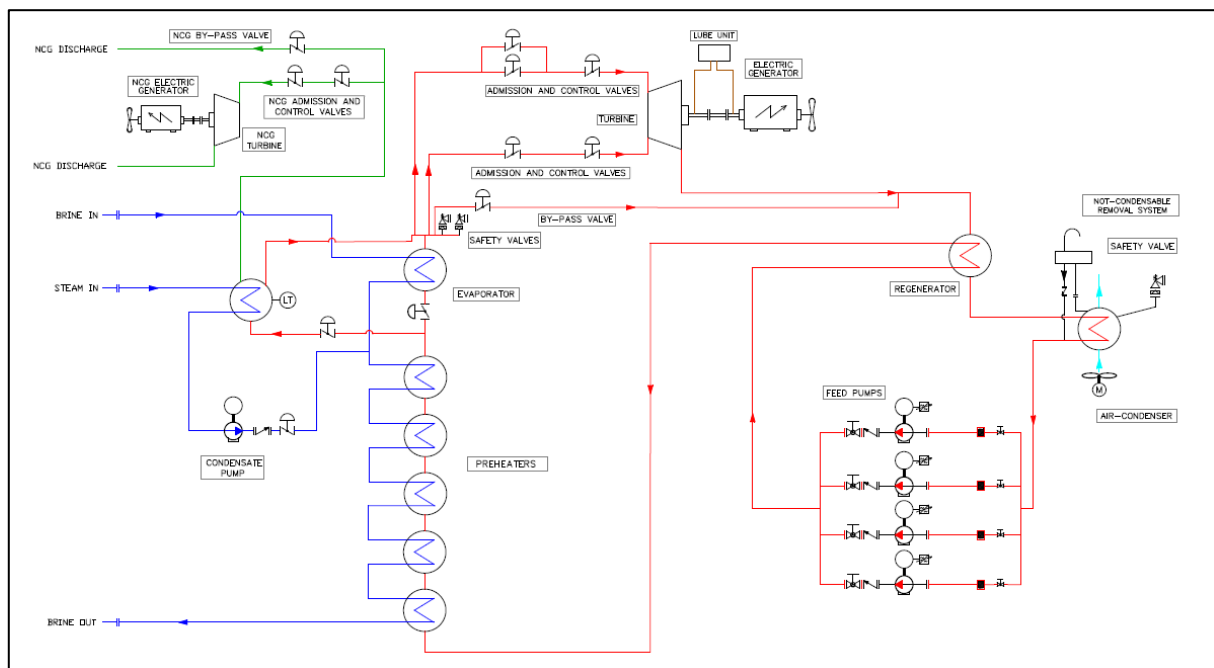 NCG BY-PASS VALVE
NCG DISCHARGE
NCG ELECTRIC
GENERATOR
NCG ADMISSION AND
CONTROL VALVES
NCG
TURBINE
NCG DISCHARGE
LUBE UNIT
ELECTRIC
GENERATOR
ADMISSION AND CONTROL VALVES
TURBINE
ADMISSION AND CONTROL VALVES
BRINE IN
BY-PASS VALVE
SAFETY VALVES
NOT-CONDENSABLE
REMOVAL SYSTEM
SAFETY VALVE
STEAM IN
LT
EVAPORATOR
REGENERATOR
M
AIR-CONDENSER
FEED PUMPS
CONDENSATE
PUMP
PREHEATERS
BRINE OUT